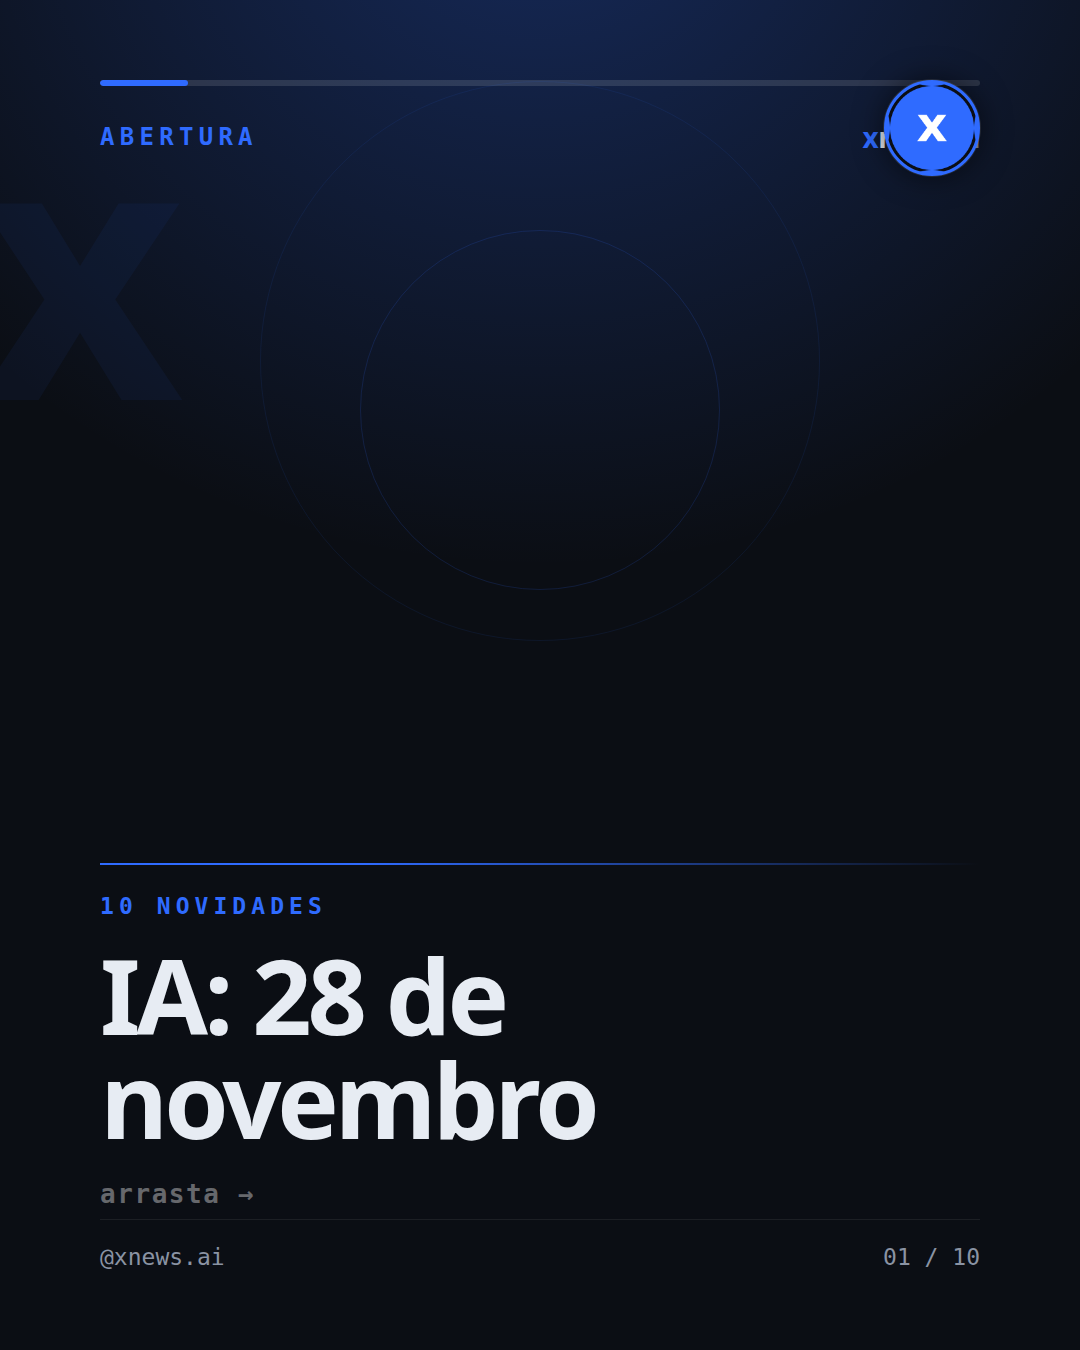 ABERTURA
x
x
10 NOVIDADES
IA: 28 de
novembro
arrasta →
@xnews.ai
01 / 10